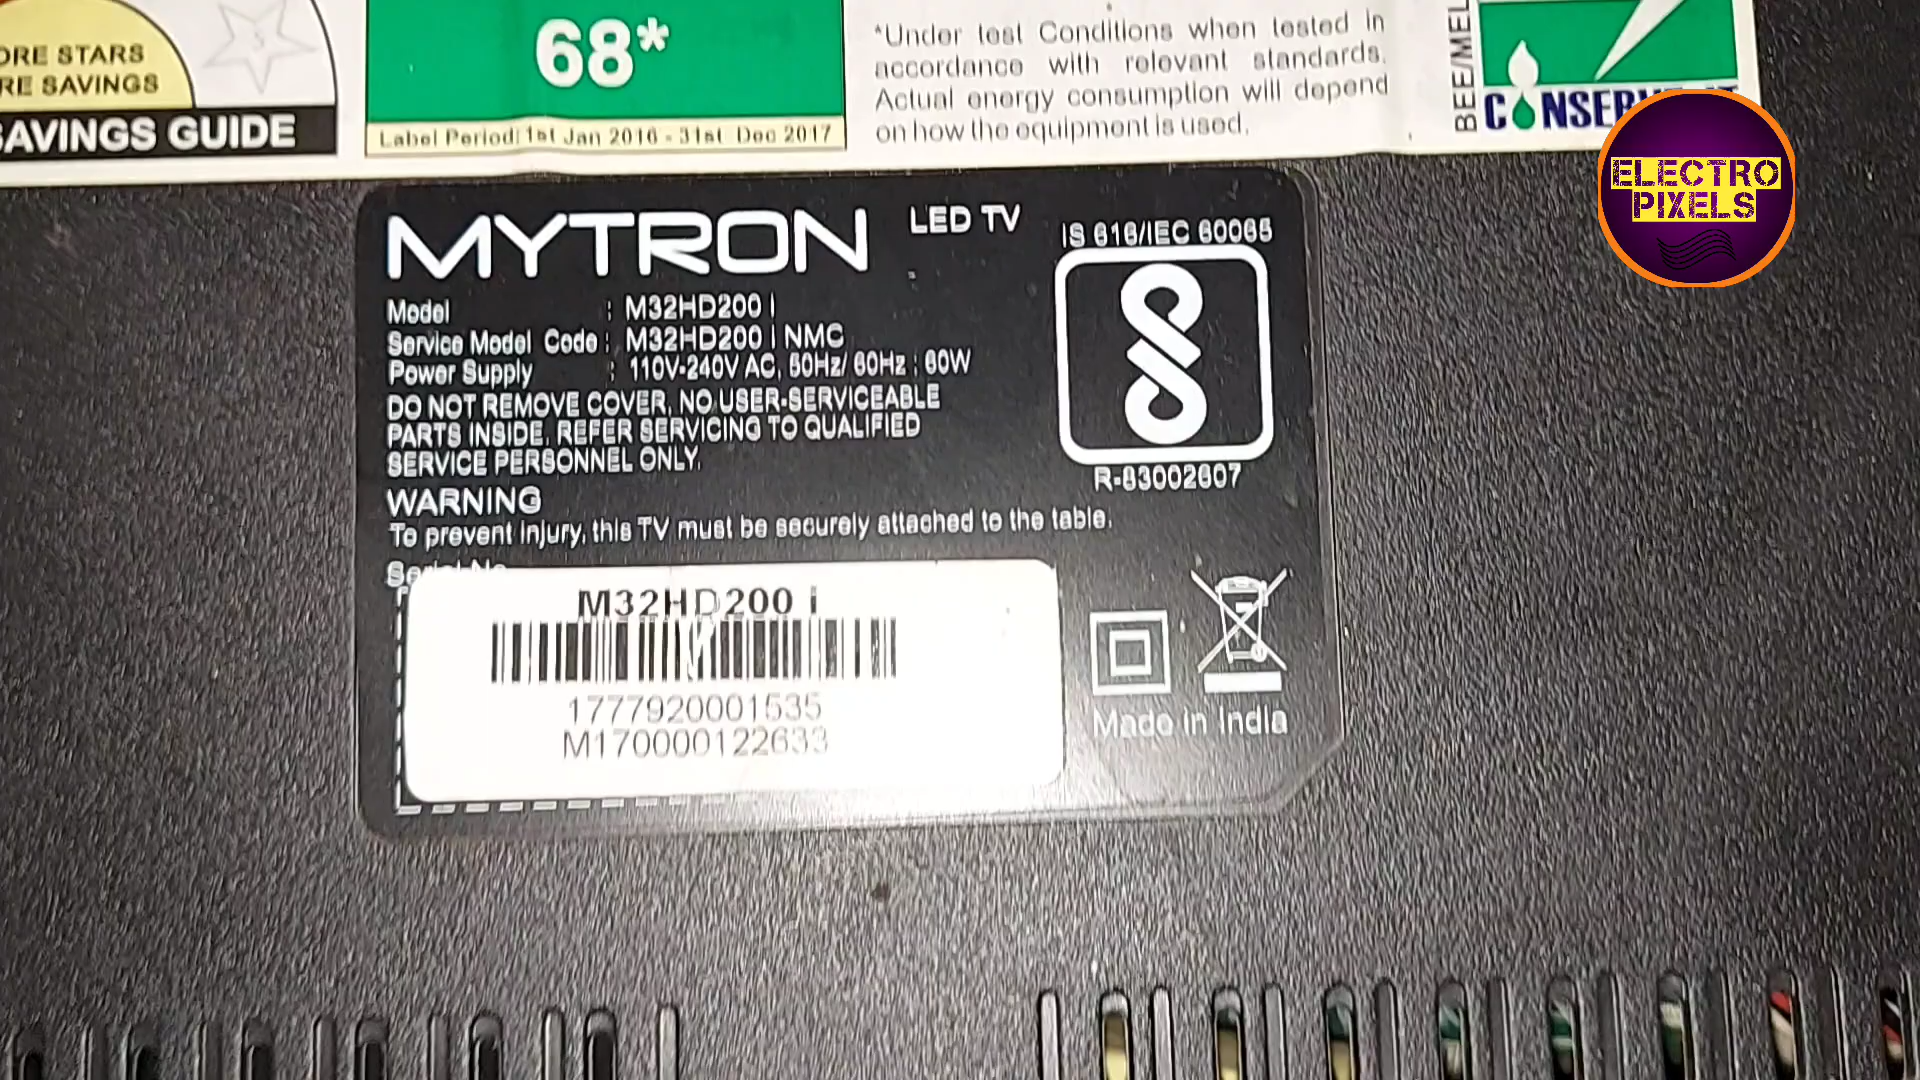 ORE STARS
RE SAVINGS
SAVINGS GUIDE
68*
Label Period: 1st Jan 2016 - 31st Dec 2017
*Under test Conditions when tested in
accordance with relevant standards.
Actual energy consumption will depend
on how the equipment is used.
BEE/MEL
ELECTRO
PIXELS
MYTRON
LED TV
IS 616/IEC 60065
Model : M32HD200 i
Service Model Code : M32HD200 i NMC
Power Supply : 110V-240V AC, 50Hz/ 60Hz ; 60W
DO NOT REMOVE COVER, NO USER-SERVICEABLE
PARTS INSIDE. REFER SERVICING TO QUALIFIED
SERVICE PERSONNEL ONLY.
R-63002607
WARNING
To prevent injury, this TV must be securely attached to the table.
M32HD200 i
1777920001535
M170000122633
Made in India